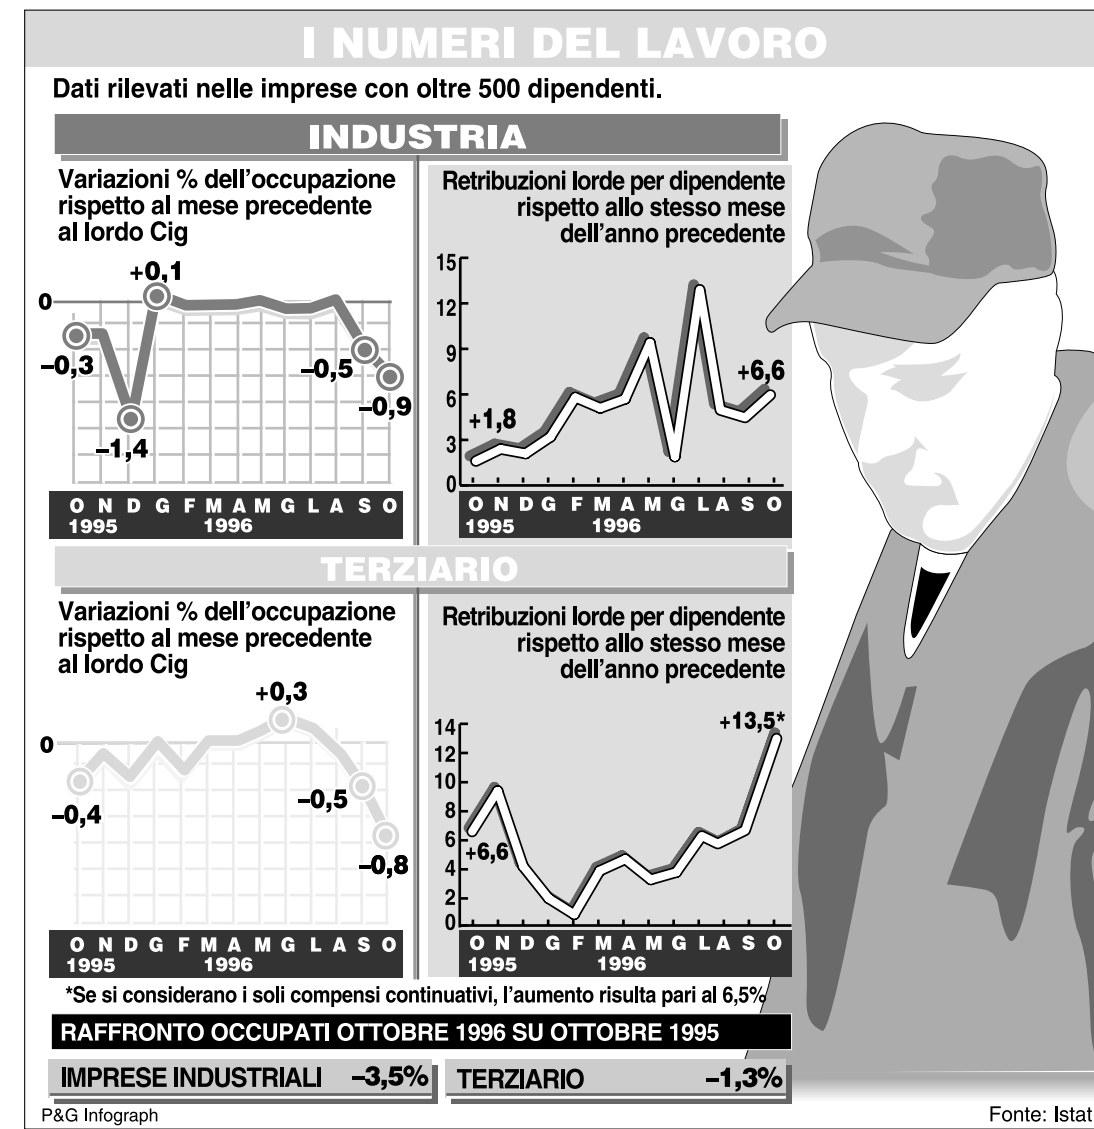 I NUMERI DEL LAVORO
Dati rilevati nelle imprese con oltre 500 dipendenti.
INDUSTRIA
Variazioni % dell'occupazione
rispetto al mese precedente
al lordo Cig
+0,1
0
–0,3
–0,5
–0,9
–1,4
O N D G F M A M G L A S O
1995 1996
Retribuzioni lorde per dipendente
rispetto allo stesso mese
dell'anno precedente
15
12
9
+6,6
6
+1,8
3
0
O N D G F M A M G L A S O
1995 1996
TERZIARIO
Variazioni % dell'occupazione
rispetto al mese precedente
al lordo Cig
+0,3
0
–0,5
–0,4
–0,8
O N D G F M A M G L A S O
1995 1996
Retribuzioni lorde per dipendente
rispetto allo stesso mese
dell'anno precedente
+13,5*
14
12
10
8
6
+6,6
4
2
0
O N D G F M A M G L A S O
1995 1996
*Se si considerano i soli compensi continuativi, l'aumento risulta pari al 6,5%
RAFFRONTO OCCUPATI OTTOBRE 1996 SU OTTOBRE 1995
IMPRESE INDUSTRIALI –3,5%
TERZIARIO –1,3%
P&G Infograph
Fonte: Istat